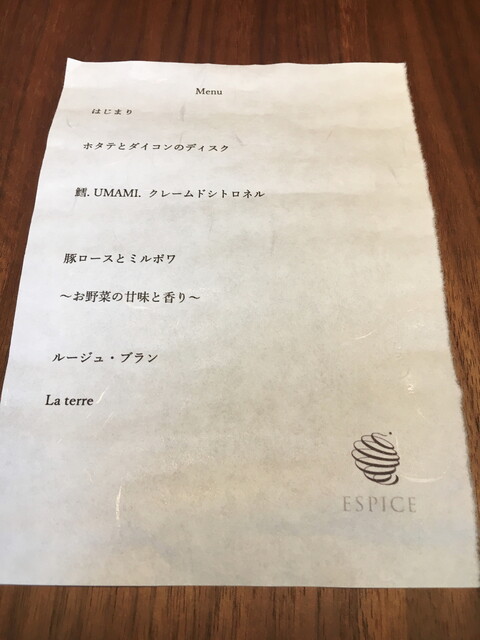 Menu
はじまり
ホタテとダイコンのディスク
鱈. UMAMI. クレームドシトロネル
豚ロースとミルポワ
～お野菜の甘味と香り～
ルージュ・ブラン
La terre
ESPICE